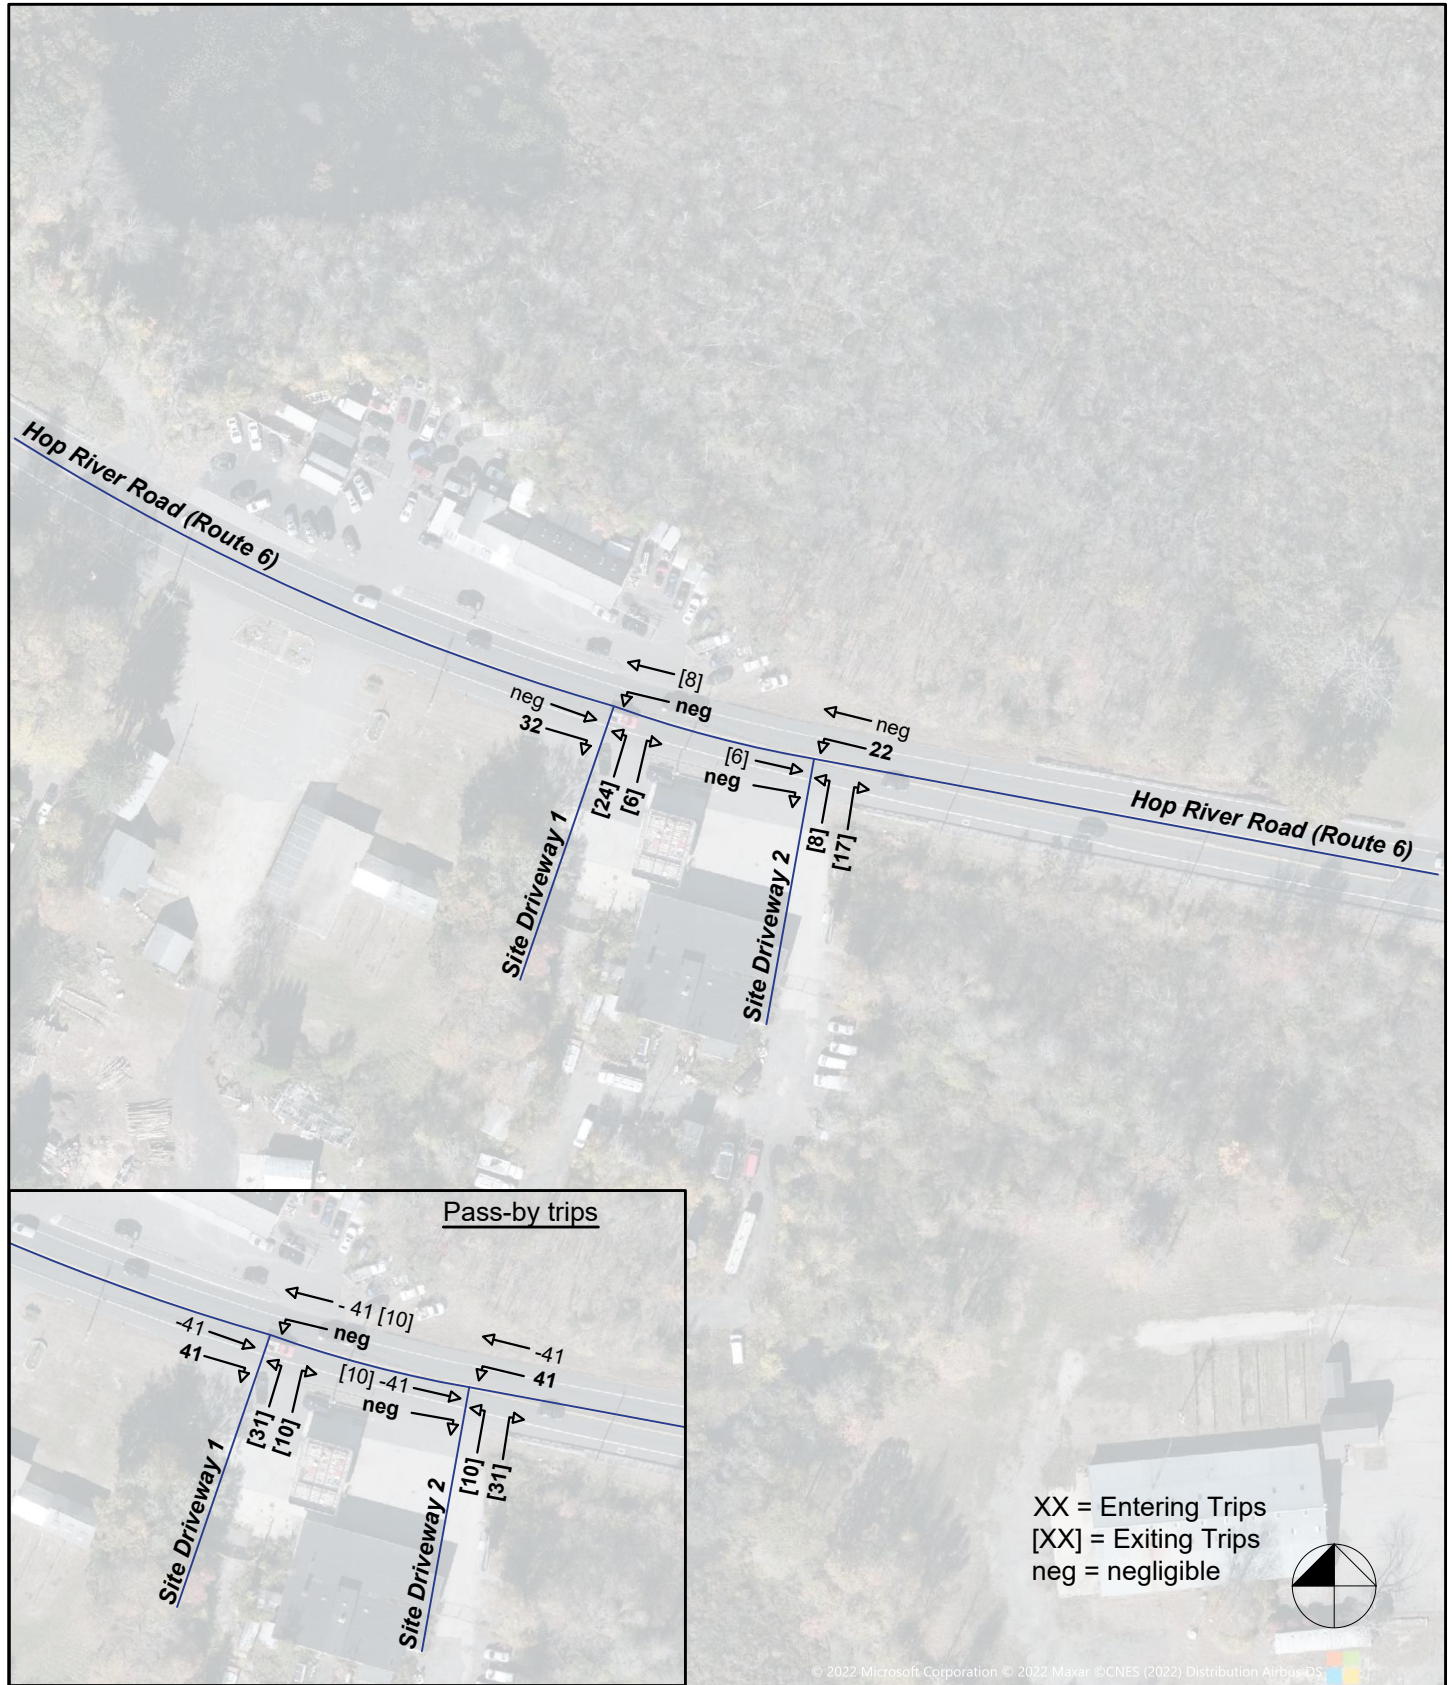 Hop River Road (Route 6)
[8]
neg
neg
32
neg
22
[24]
[6]
[6]
neg
[8]
[17]
Hop River Road (Route 6)
Site Driveway 1
Site Driveway 2
Pass-by trips
- 41 [10]
neg
-41
41
-41
41
[31]
[10]
[10] -41
neg
[10]
[31]
Site Driveway 1
Site Driveway 2
XX = Entering Trips
[XX] = Exiting Trips
neg = negligible
© 2022 Microsoft Corporation © 2022 Maxar ©CNES (2022) Distribution Airbus DS